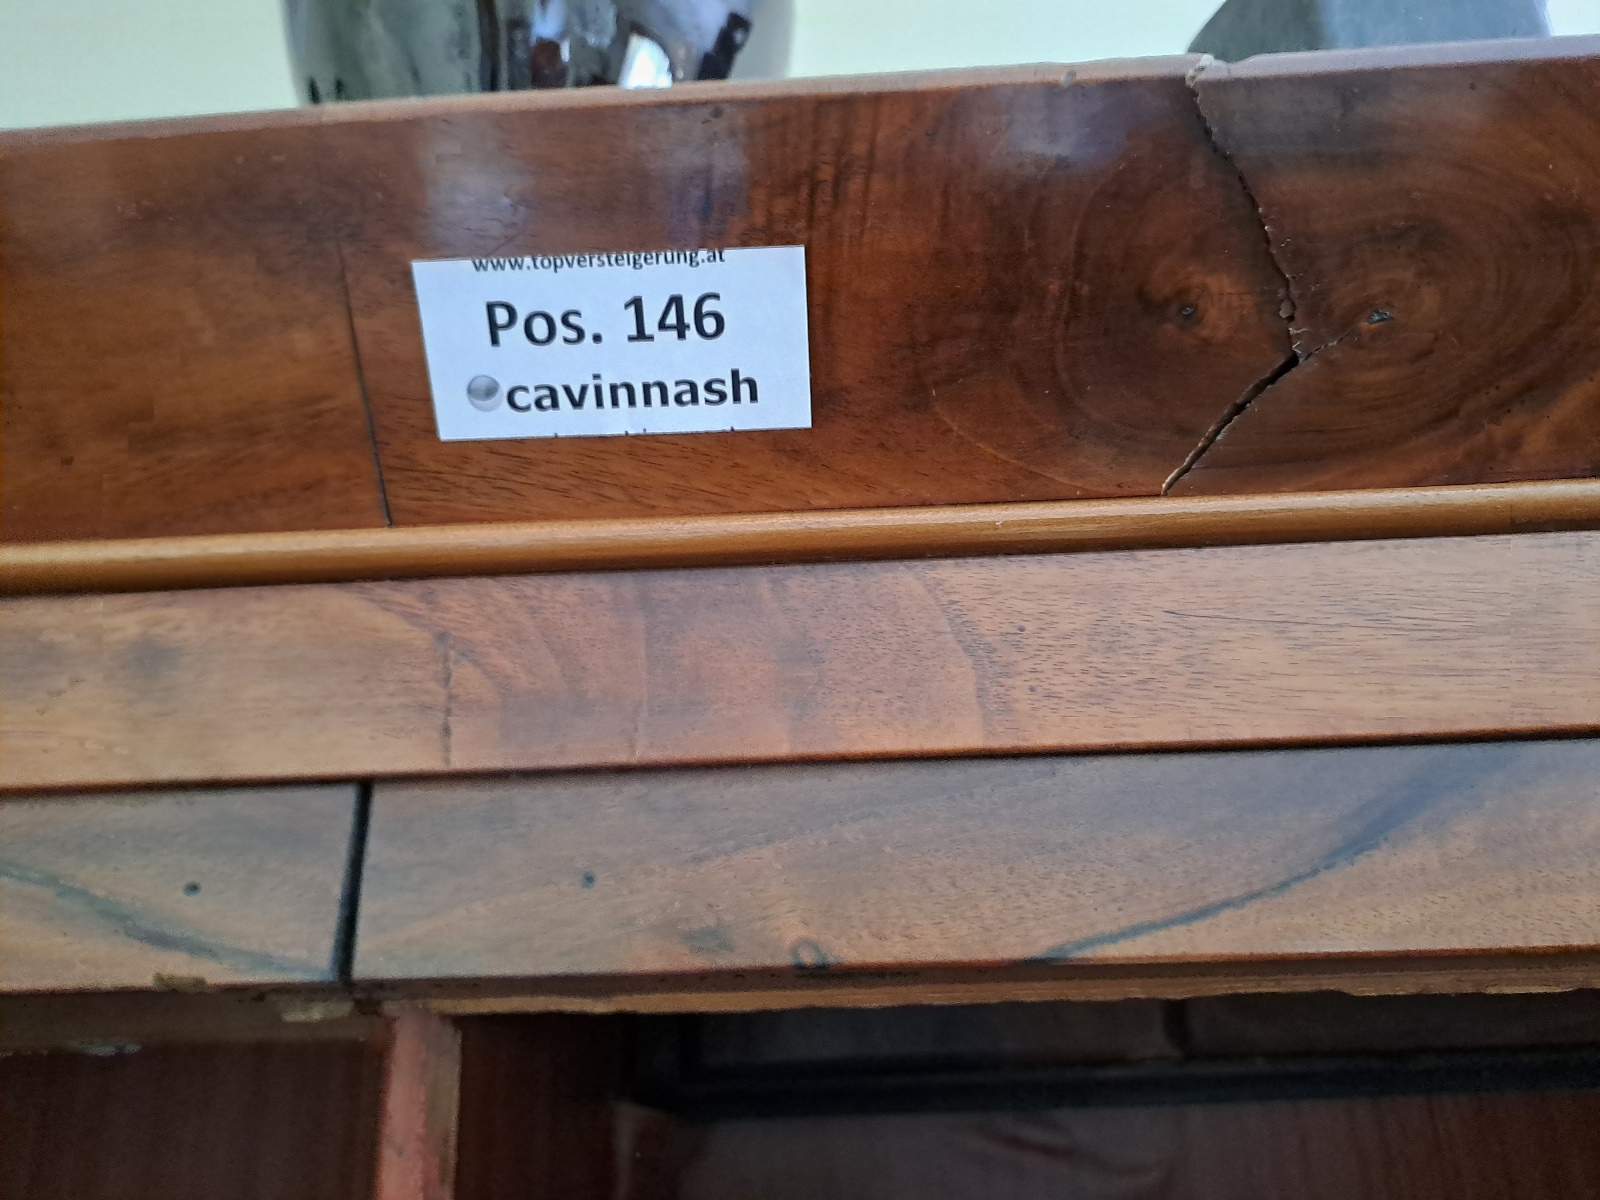 www.topversteigerung.at
Pos. 146
cavinnash